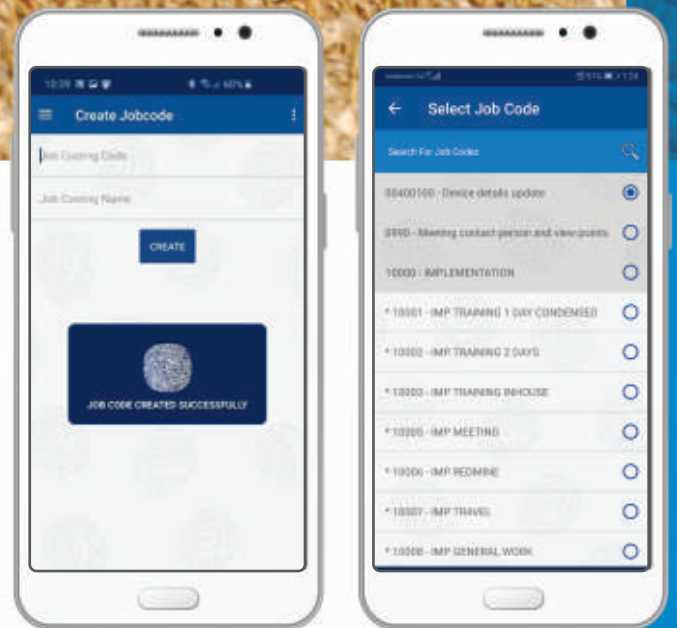 10:39
60%
Create Jobcode
Job Costing Code
Job Costing Name
CREATE
JOB CODE CREATED SUCCESSFULLY
Select Job Code
Search For Job Codes
00400100 - Device details update
0990 - Meeting contact person and view points
10000 - IMPLEMENTATION
* 10001 - IMP TRAINING 1 DAY CONDENSED
* 10002 - IMP TRAINING 2 DAYS
* 10003 - IMP TRAINING INHOUSE
* 10005 - IMP MEETING
* 10006 - IMP REDMINE
* 10007 - IMP TRAVEL
* 10008 - IMP GENERAL WORK